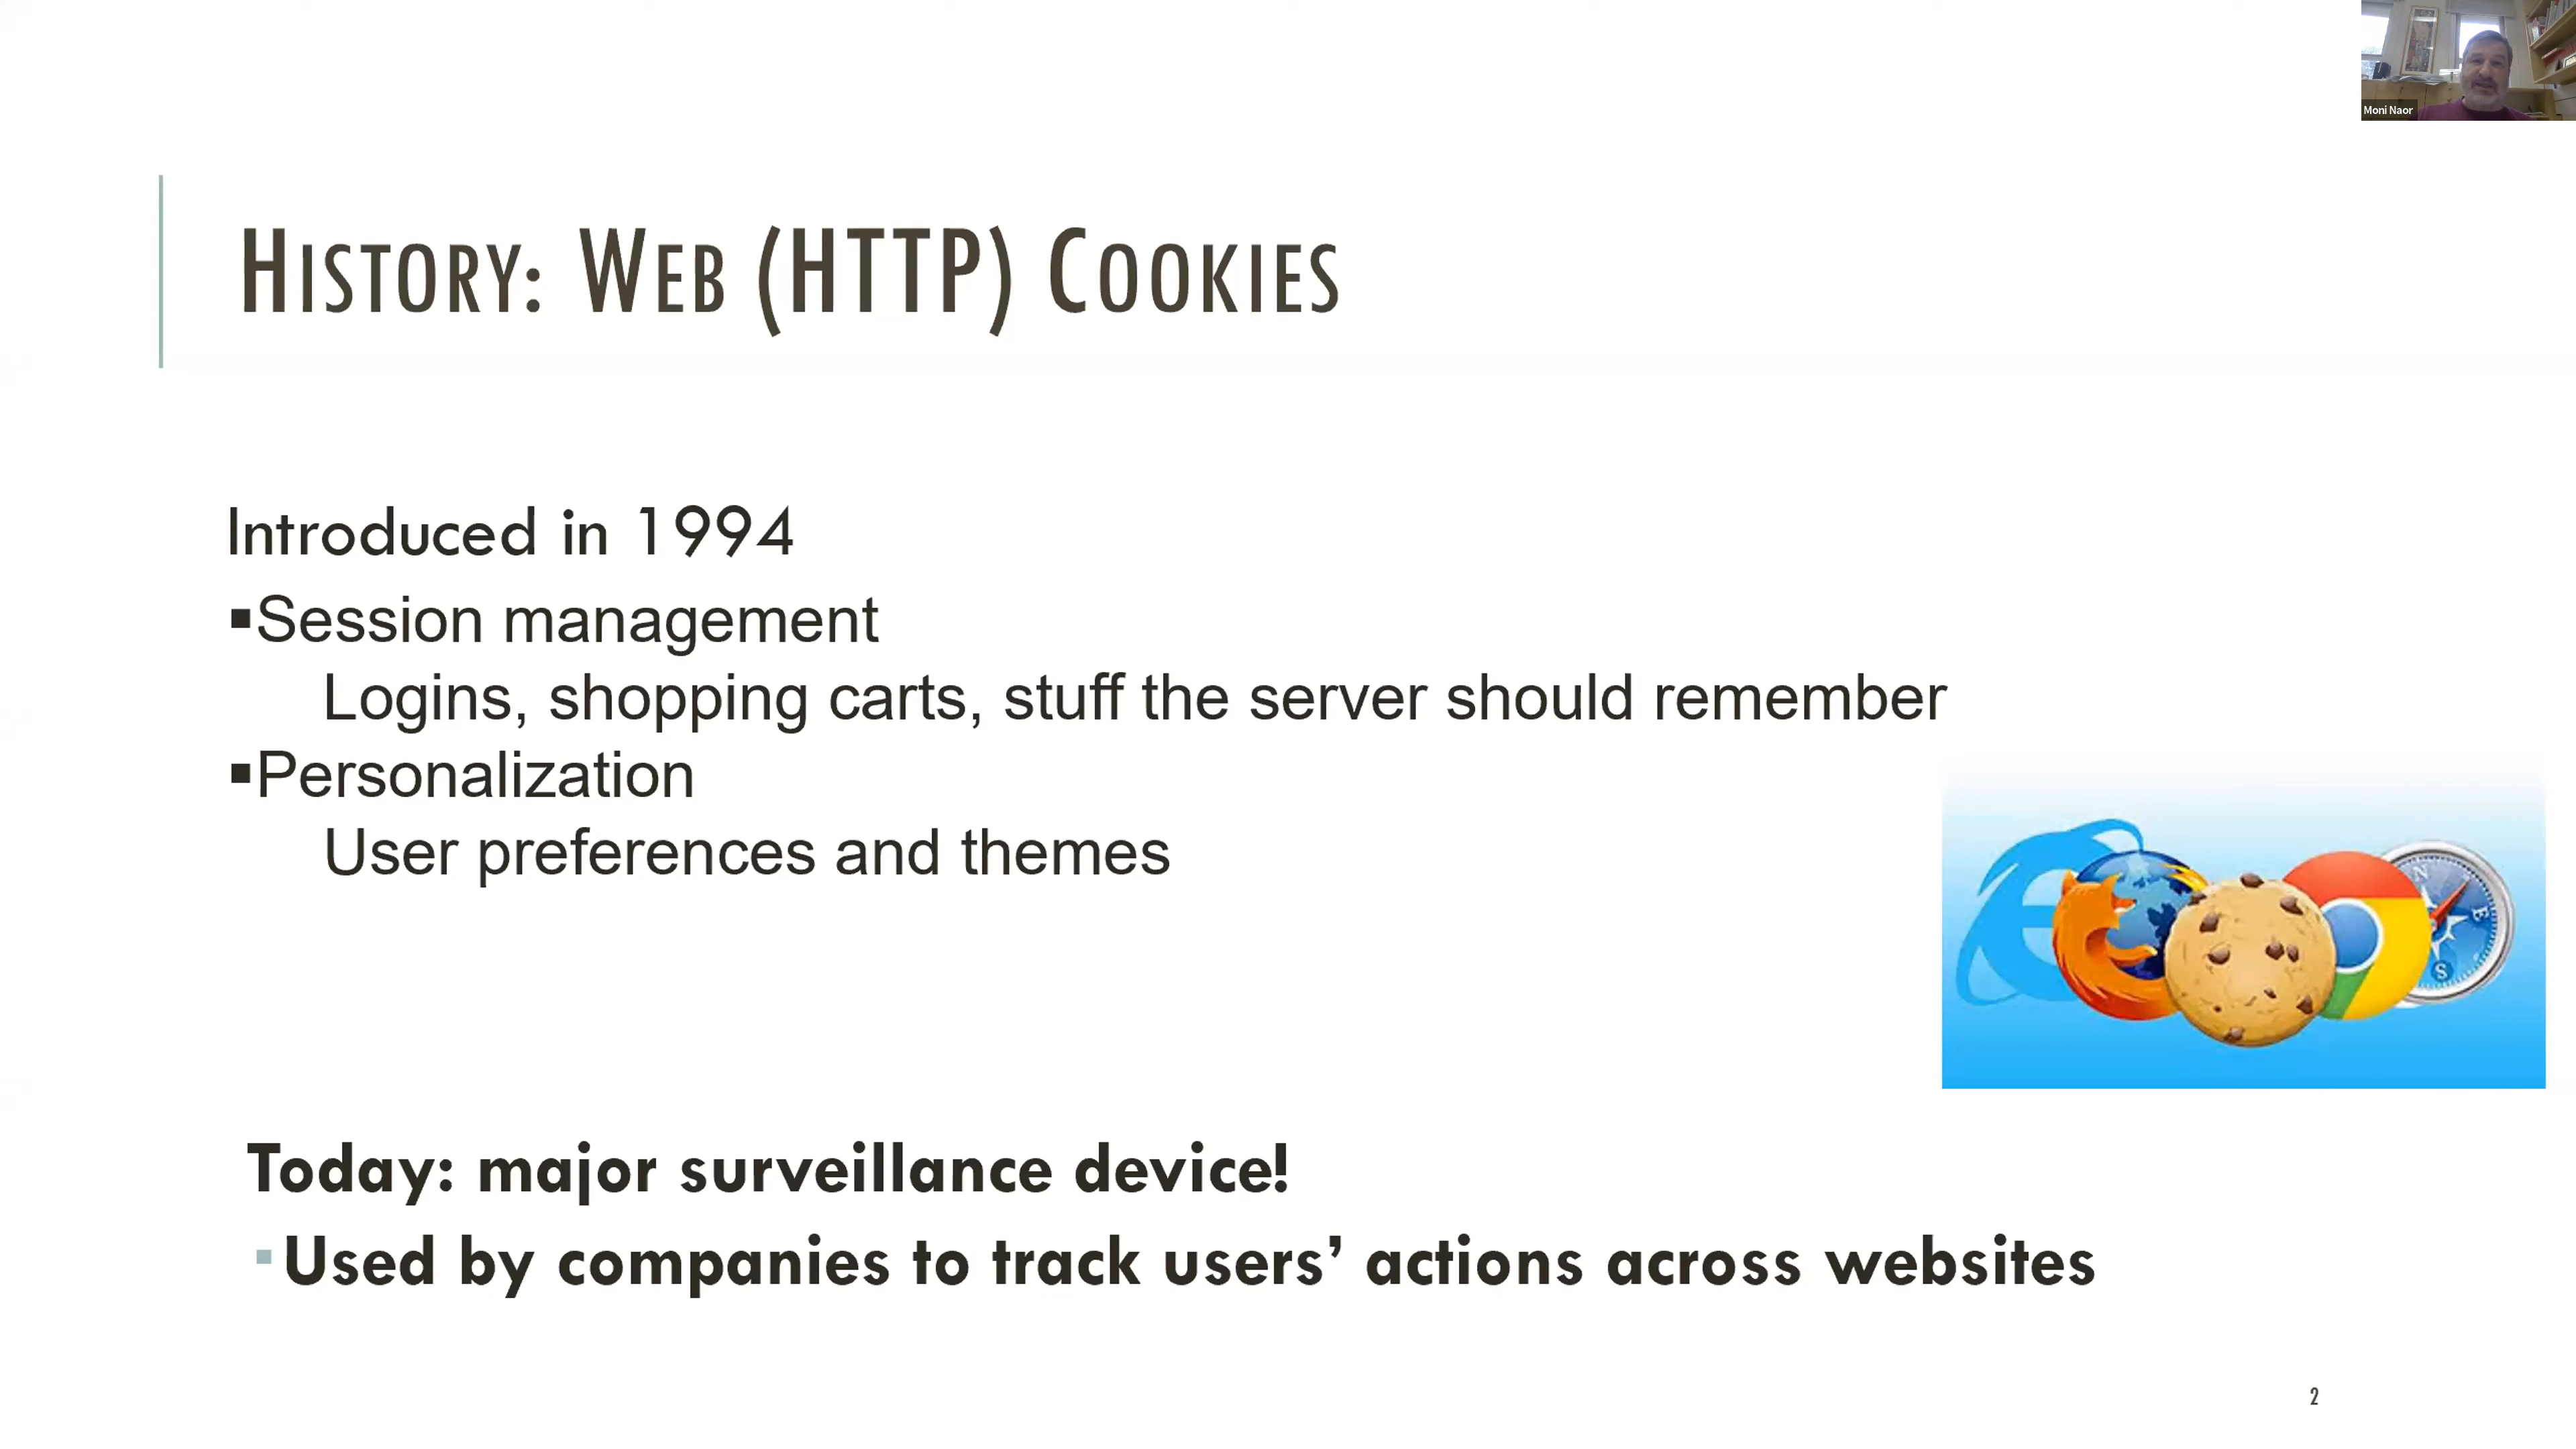 Moni Naor
History: Web (HTTP) Cookies
Introduced in 1994
▪Session management
Logins, shopping carts, stuff the server should remember
▪Personalization
User preferences and themes
N
E
S
Today: major surveillance device!
▪Used by companies to track users’ actions across websites
2